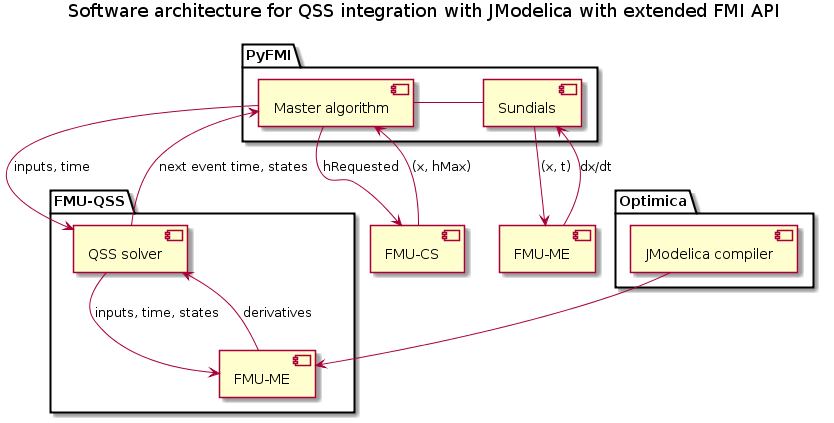 Software architecture for QSS integration with JModelica with extended FMI API
PyFMI
Master algorithm
Sundials
inputs, time
next event time, states
hRequested
(x, hMax)
(x, t)
dx/dt
FMU-QSS
Optimica
QSS solver
FMU-CS
FMU-ME
JModelica compiler
inputs, time, states
derivatives
FMU-ME